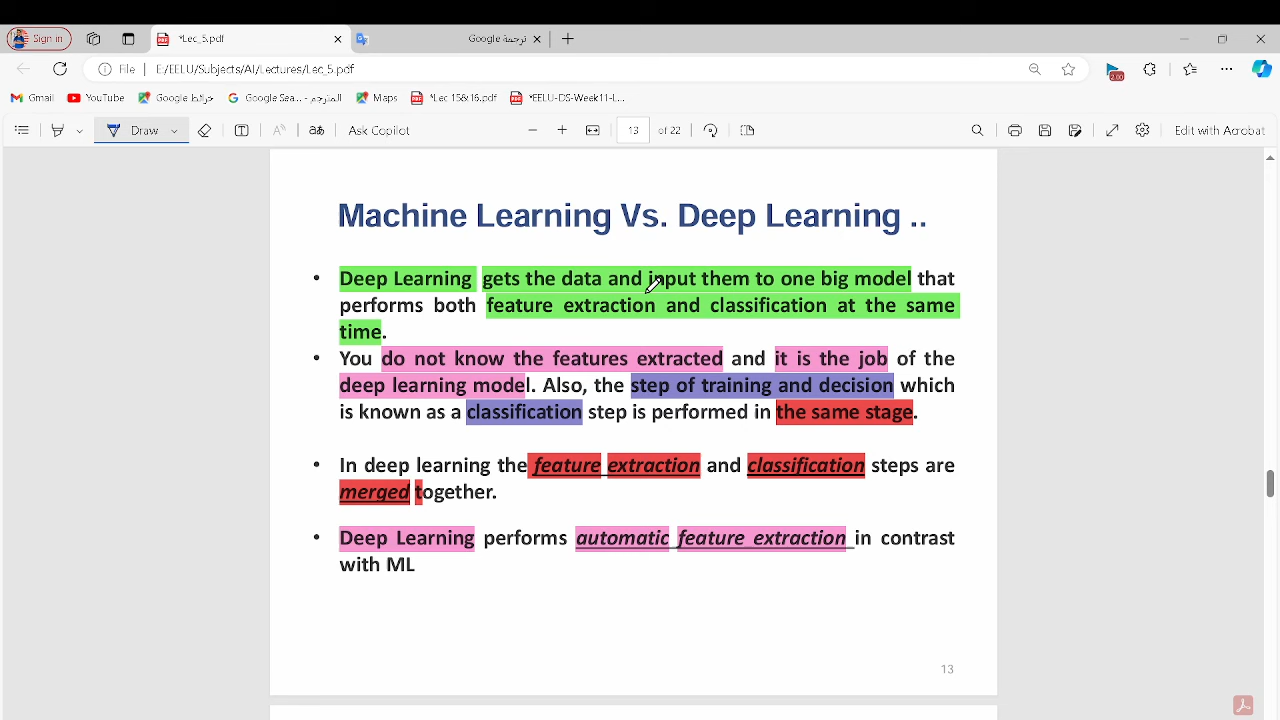 Sign in
*Lec_5.pdf
Google ترجمة
File
E:/EELU/Subjects/AI/Lectures/Lec_5.pdf
2.00
Gmail
YouTube
Maps
*Lec 15&16.pdf
*EELU-DS-Week11-L...
Draw
Ask Copilot
13 of 22
Edit with Acrobat
Machine Learning Vs. Deep Learning ..
• Deep Learning gets the data and input them to one big model that
performs both feature extraction and classification at the same
time.
• You do not know the features extracted and it is the job of the
deep learning model. Also, the step of training and decision which
is known as a classification step is performed in the same stage.
• In deep learning the feature extraction and classification steps are
merged together.
• Deep Learning performs automatic feature extraction in contrast
with ML
13